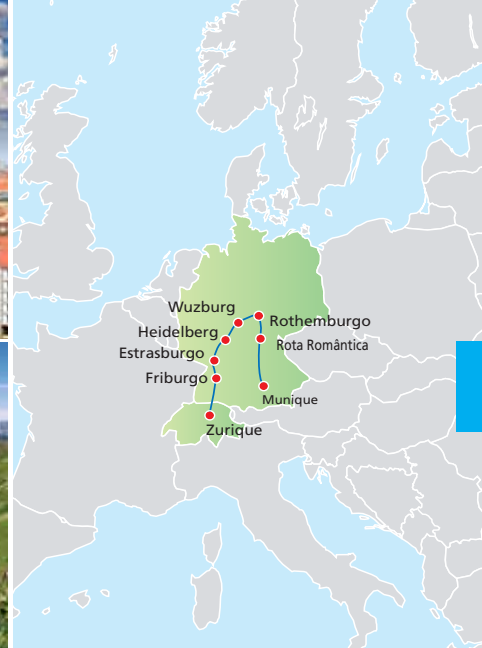 Wuzburg
Rothemburgo
Heidelberg
Rota Romântica
Estrasburgo
Friburgo
Munique
Zurique